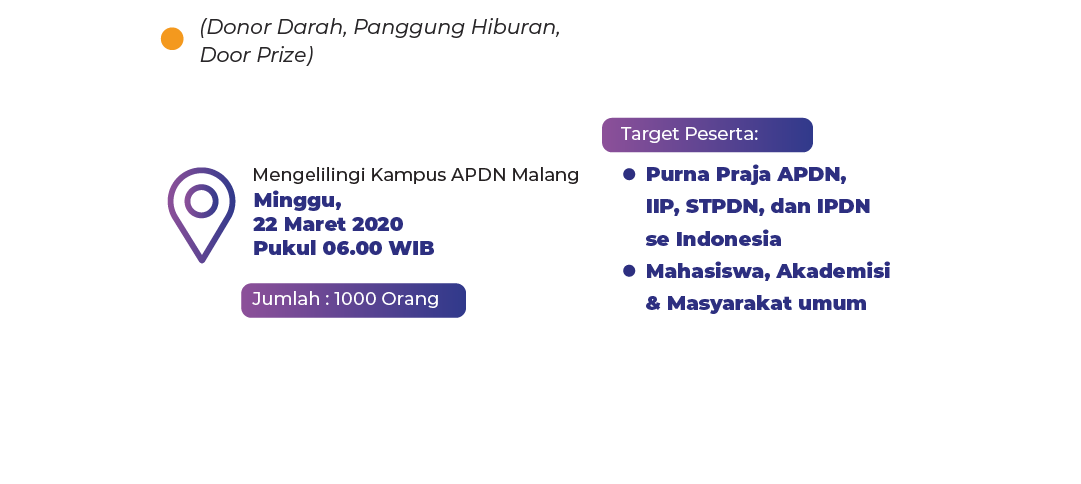 (Donor Darah, Panggung Hiburan,
Door Prize)
Mengelilingi Kampus APDN Malang
Minggu,
22 Maret 2020
Pukul 06.00 WIB
Jumlah : 1000 Orang
Target Peserta:
Purna Praja APDN,
IIP, STPDN, dan IPDN
se Indonesia
Mahasiswa, Akademisi
& Masyarakat umum